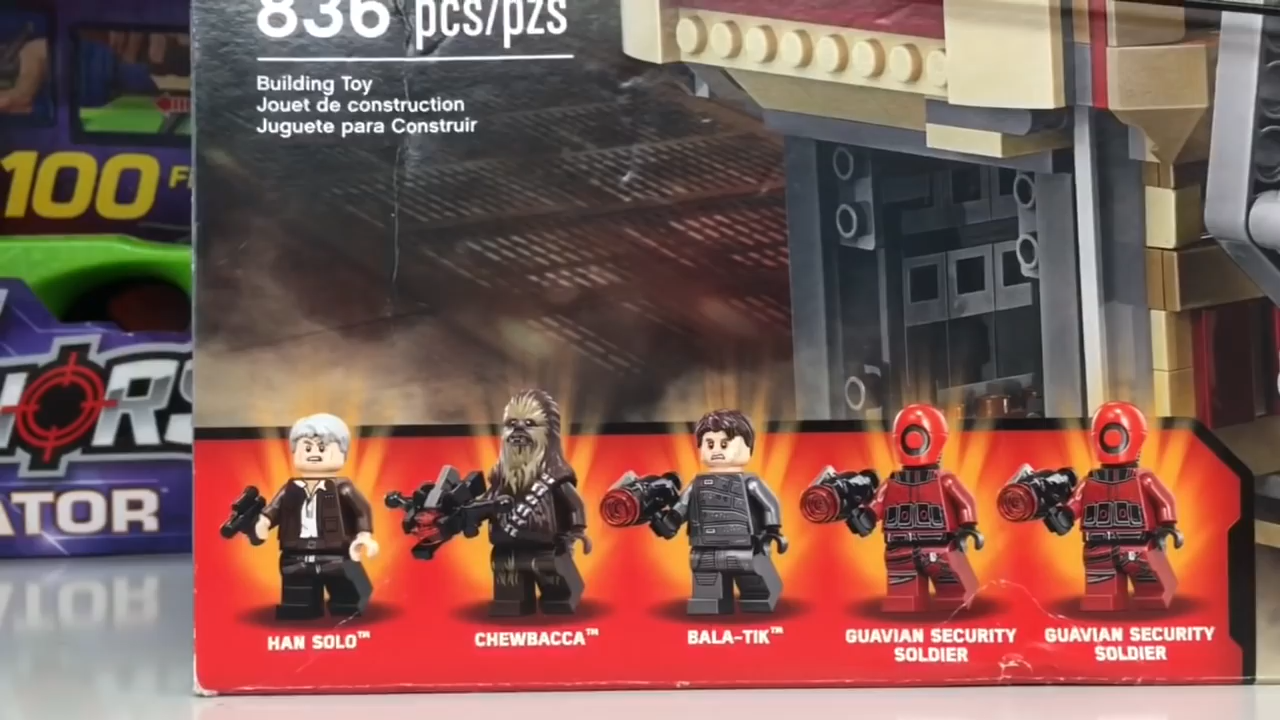 836 pcs/pzs
Building Toy
Jouet de construction
Juguete para Construir
100
ATOR
HAN SOLO™
CHEWBACCA™
BALA-TIK™
GUAVIAN SECURITY
SOLDIER
GUAVIAN SECURITY
SOLDIER